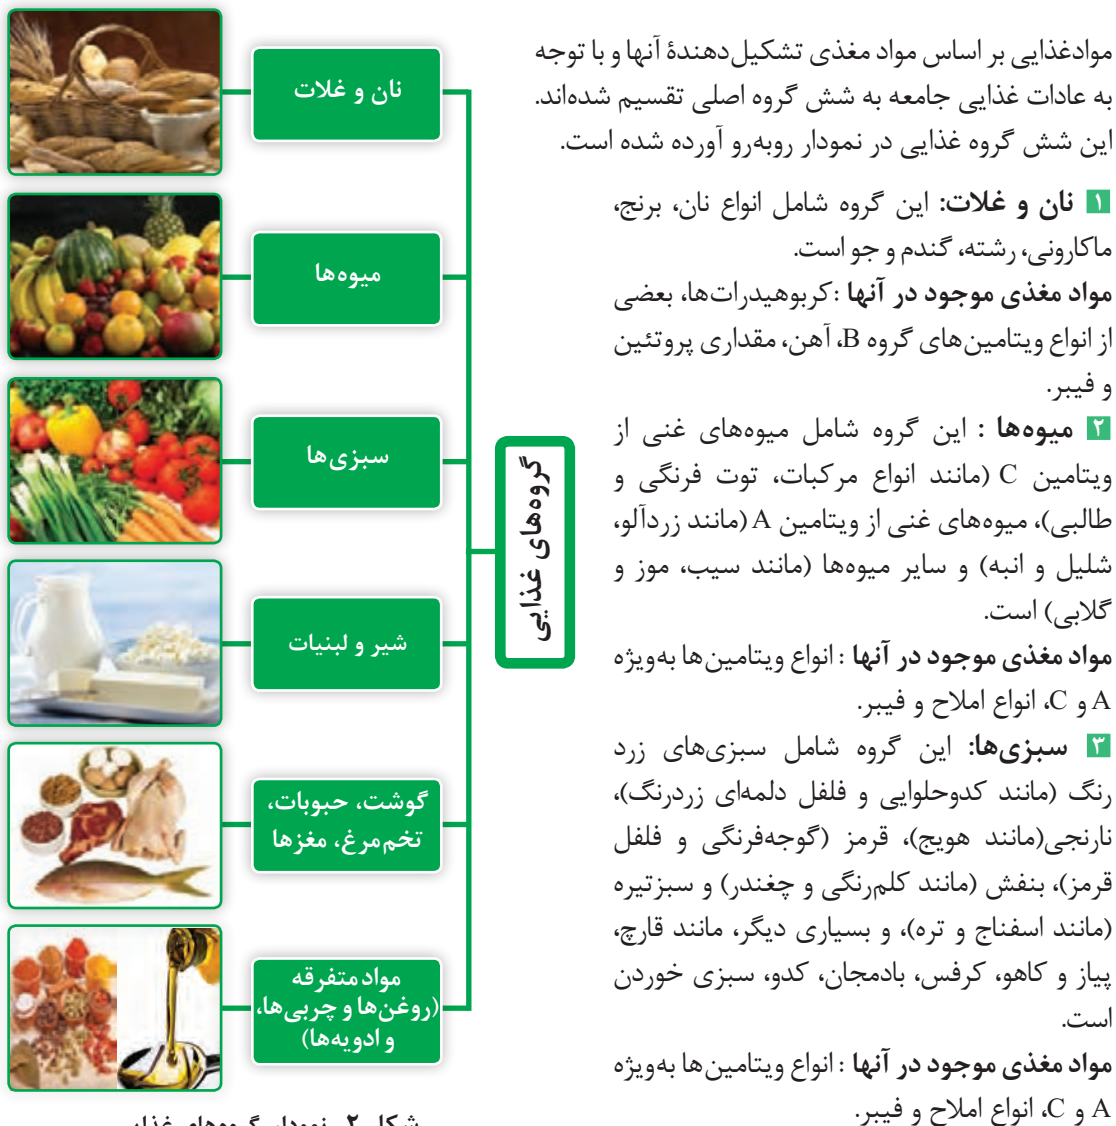 موادغذایی بر اساس مواد مغذی تشکیل‌دهندهٔ آنها و با توجه
به عادات غذایی جامعه به شش گروه اصلی تقسیم شده‌اند.
این شش گروه غذایی در نمودار روبه‌رو آورده شده است.
۱ نان و غلات: این گروه شامل انواع نان، برنج،
ماکارونی، رشته، گندم و جو است.
مواد مغذی موجود در آنها : کربوهیدرات‌ها، بعضی
از انواع ویتامین‌های گروه B، آهن، مقداری پروتئین
و فیبر.
۲ میوه‌ها : این گروه شامل میوه‌های غنی از
ویتامین C (مانند انواع مرکبات، توت فرنگی و
طالبی)، میوه‌های غنی از ویتامین A (مانند زردآلو،
شلیل و انبه) و سایر میوه‌ها (مانند سیب، موز و
گلابی) است.
مواد مغذی موجود در آنها : انواع ویتامین‌ها به‌ویژه
A و C، انواع املاح و فیبر.
۳ سبزی‌ها: این گروه شامل سبزی‌های زرد
رنگ (مانند کدوحلوایی و فلفل دلمه‌ای زردرنگ)،
نارنجی(مانند هویج)، قرمز (گوجه‌فرنگی و فلفل
قرمز)، بنفش (مانند کلم‌رنگی و چغندر) و سبزتیره
(مانند اسفناج و تره)، و بسیاری دیگر، مانند قارچ،
پیاز و کاهو، کرفس، بادمجان، کدو، سبزی خوردن
است.
مواد مغذی موجود در آنها : انواع ویتامین‌ها به‌ویژه
A و C، انواع املاح و فیبر.
گروه‌های غذایی
نان و غلات
میوه‌ها
سبزی‌ها
شیر و لبنیات
گوشت، حبوبات،
تخم‌مرغ، مغزها
مواد متفرقه
(روغن‌ها و چربی‌ها،
و ادویه‌ها)
شکل ۲ـ نمودار گروه‌های غذایی